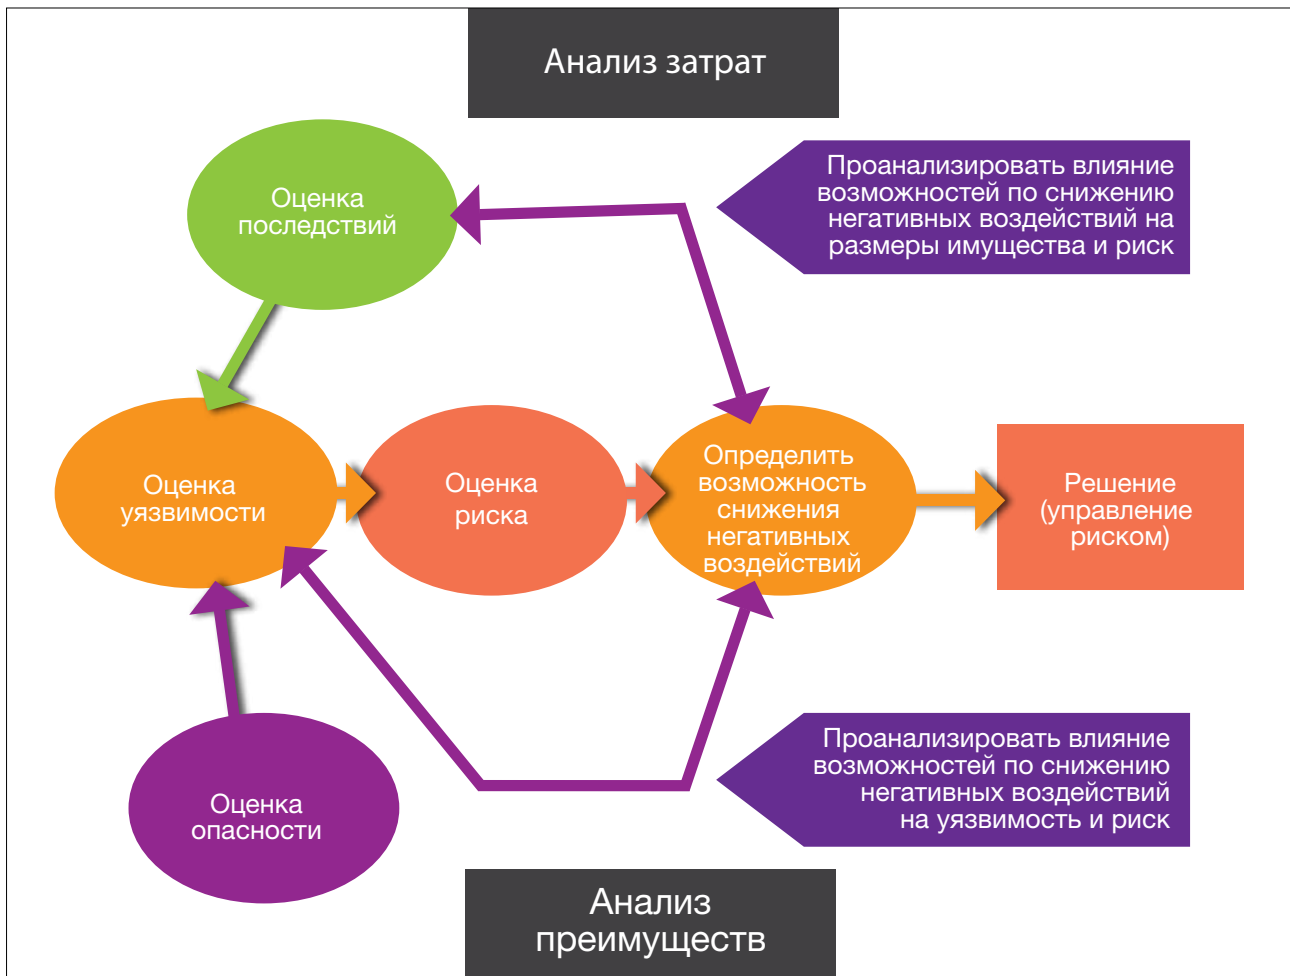 Анализ затрат
Оценка
последствий
Проанализировать влияние
возможностей по снижению
негативных воздействий на
размеры имущества и риск
Оценка
уязвимости
Оценка
риска
Определить
возможность
снижения
негативных
воздействий
Решение
(управление
риском)
Оценка
опасности
Проанализировать влияние
возможностей по снижению
негативных воздействий
на уязвимость и риск
Анализ
преимуществ